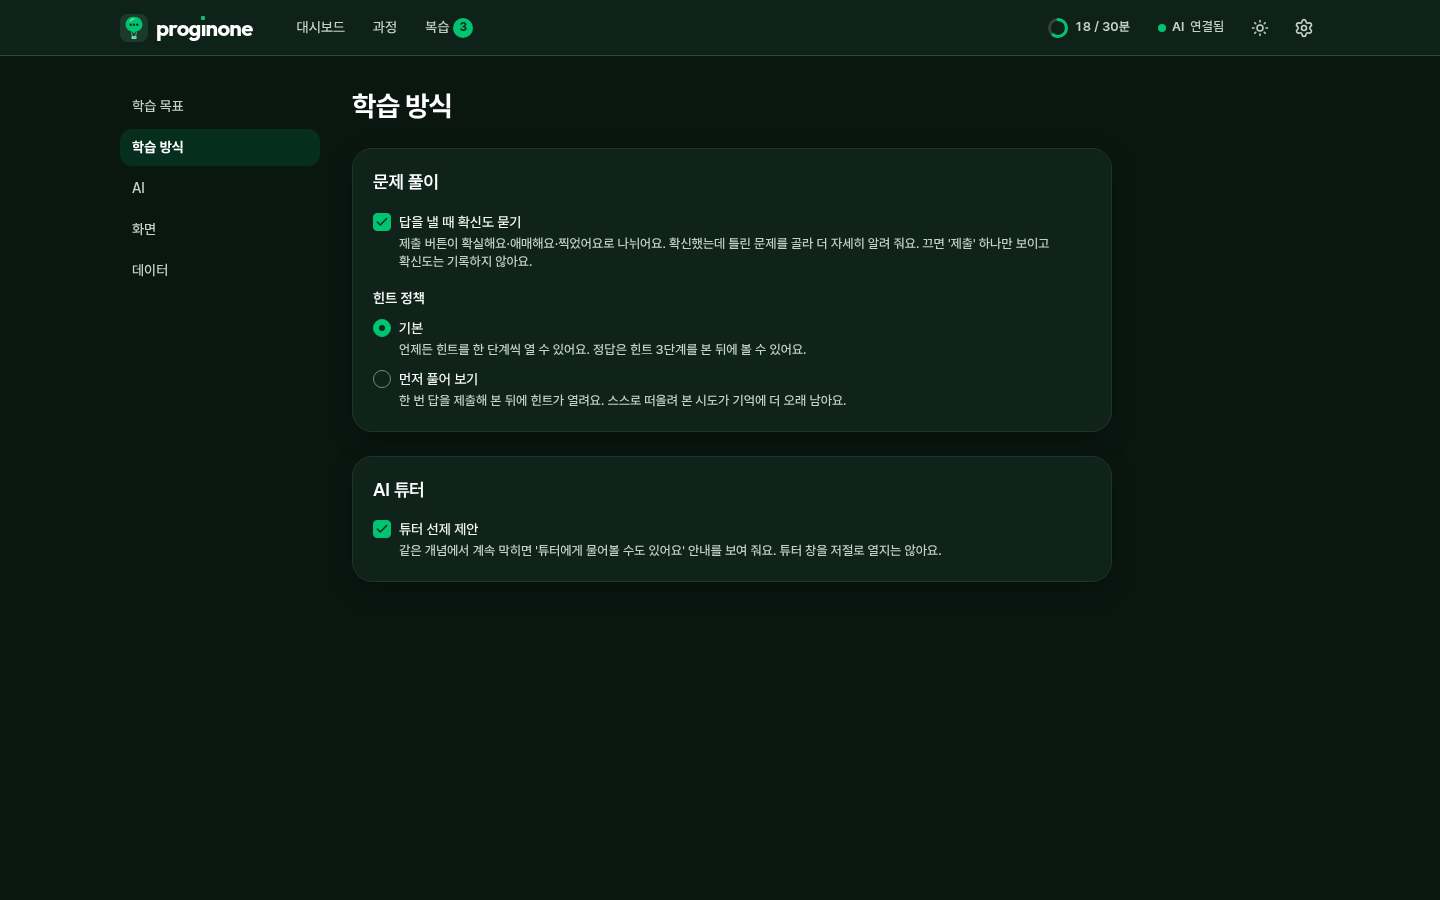 proginone
대시보드
과정
복습 3
18 / 30분
AI 연결됨
학습 목표
학습 방식
AI
화면
데이터
학습 방식
문제 풀이
답을 낼 때 확신도 묻기
제출 버튼이 확실해요·애매해요·찍었어요로 나뉘어요. 확신했는데 틀린 문제를 골라 더 자세히 알려 줘요. 끄면 '제출' 하나만 보이고
확신도는 기록하지 않아요.
힌트 정책
기본
언제든 힌트를 한 단계씩 열 수 있어요. 정답은 힌트 3단계를 본 뒤에 볼 수 있어요.
먼저 풀어 보기
한 번 답을 제출해 본 뒤에 힌트가 열려요. 스스로 떠올려 본 시도가 기억에 더 오래 남아요.
AI 튜터
튜터 선제 제안
같은 개념에서 계속 막히면 '튜터에게 물어볼 수도 있어요' 안내를 보여 줘요. 튜터 창을 저절로 열지는 않아요.